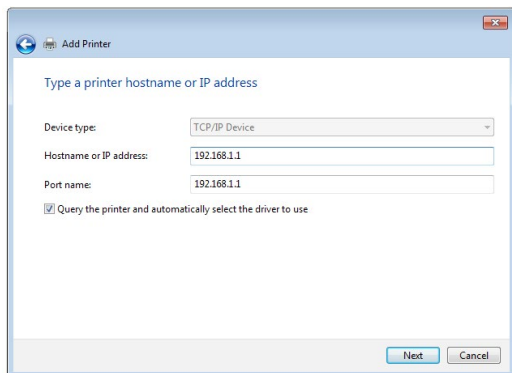 Add Printer
Type a printer hostname or IP address
Device type: TCP/IP Device
Hostname or IP address: 192.168.1.1
Port name: 192.168.1.1
Query the printer and automatically select the driver to use
Next Cancel